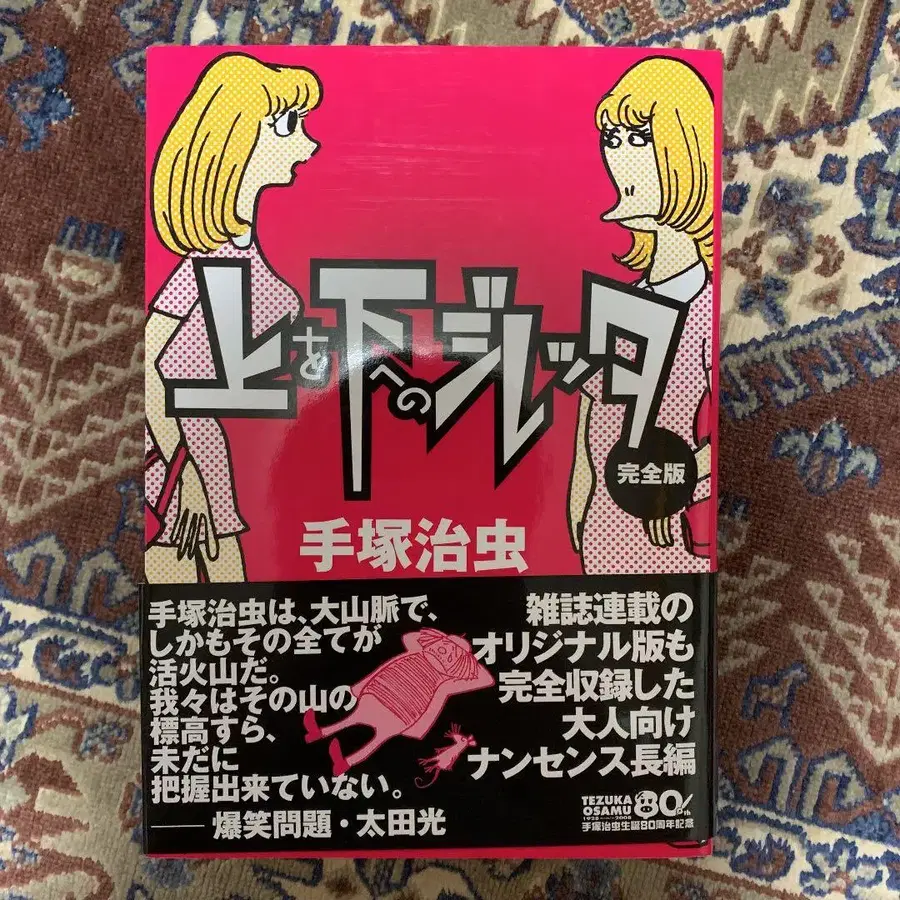 上を下へのジレッタ
完全版
手塚治虫
手塚治虫は、大山脈で、
しかもその全てが
活火山だ。
我々はその山の
標高すら、
未だに
把握出来ていない。
――爆笑問題・太田光
雑誌連載の
オリジナル版も
完全収録した
大人向け
ナンセンス長編
TEZUKA
OSAMU 80th
1928 2008
手塚治虫生誕80周年記念